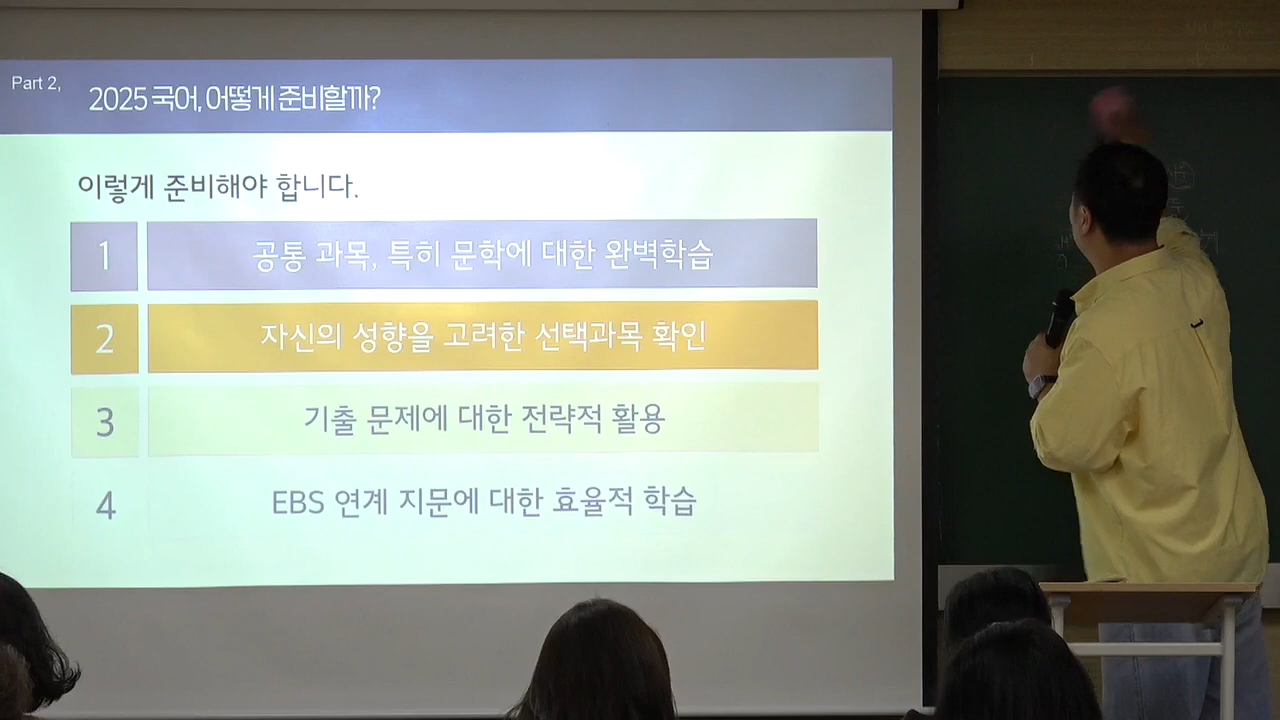 Part 2,
2025 국어, 어떻게 준비할까?
이렇게 준비해야 합니다.
1 공통 과목, 특히 문학에 대한 완벽학습
2 자신의 성향을 고려한 선택과목 확인
3 기출 문제에 대한 전략적 활용
4 EBS 연계 지문에 대한 효율적 학습